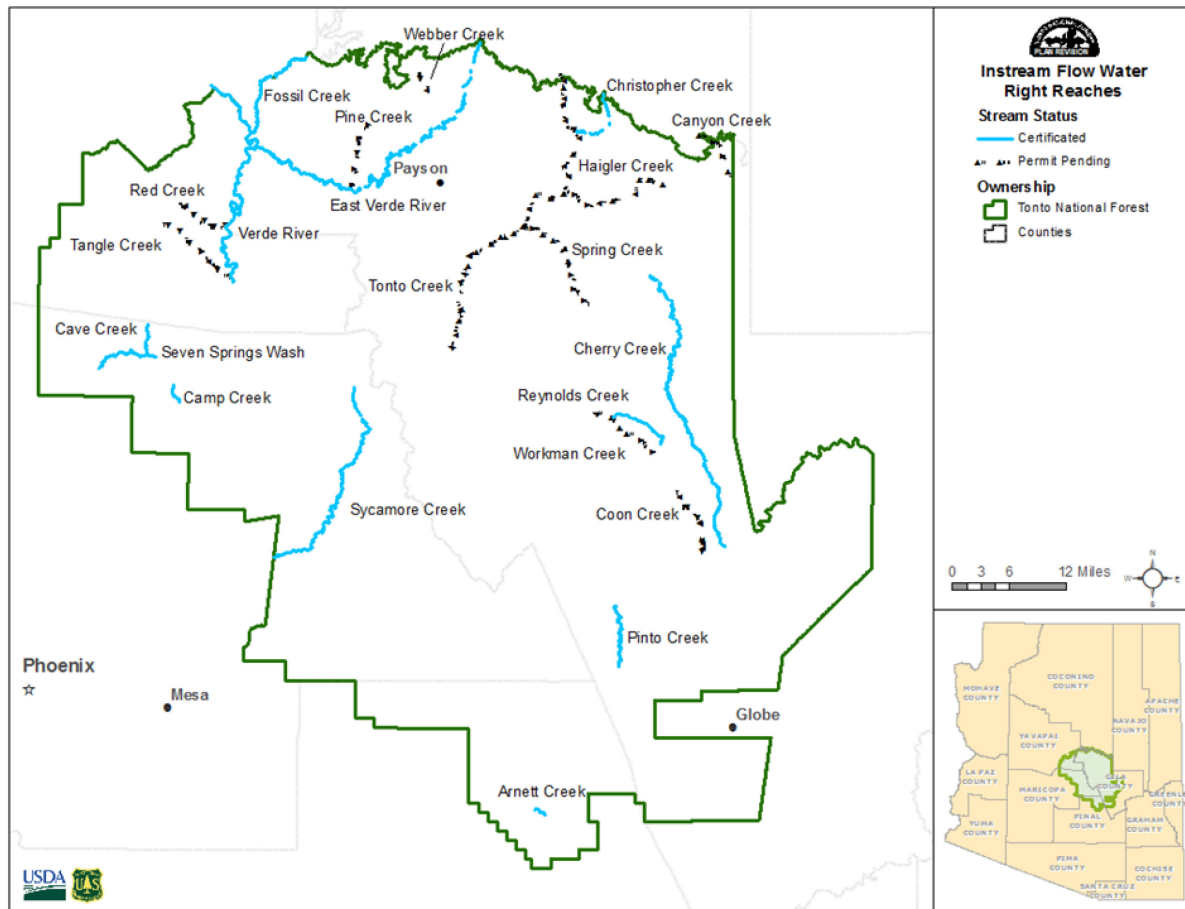 Webber Creek
Fossil Creek
Christopher Creek
Pine Creek
Canyon Creek
Payson
Haigler Creek
Red Creek
East Verde River
Verde River
Tangle Creek
Spring Creek
Tonto Creek
Cave Creek
Seven Springs Wash
Cherry Creek
Camp Creek
Reynolds Creek
Workman Creek
Sycamore Creek
Coon Creek
Pinto Creek
Phoenix
Mesa
Globe
Arnett Creek
USDA
UAS
PLAN REVISION
Instream Flow Water
Right Reaches
Stream Status
Certificated
Permit Pending
Ownership
Tonto National Forest
Counties
N
W
E
S
0 3 6 12 Miles
MOHAVE
COUNTY
COCONINO
COUNTY
NAVAJO
COUNTY
APACHE
COUNTY
YAVAPAI
COUNTY
LA PAZ
COUNTY
MARICOPA
COUNTY
GILA
COUNTY
GREENLE
COUNTY
YUMA
COUNTY
PINAL
COUNTY
GRAHAM
COUNTY
PIMA
COUNTY
COCHISE
COUNTY
SANTA CRUZ
COUNTY